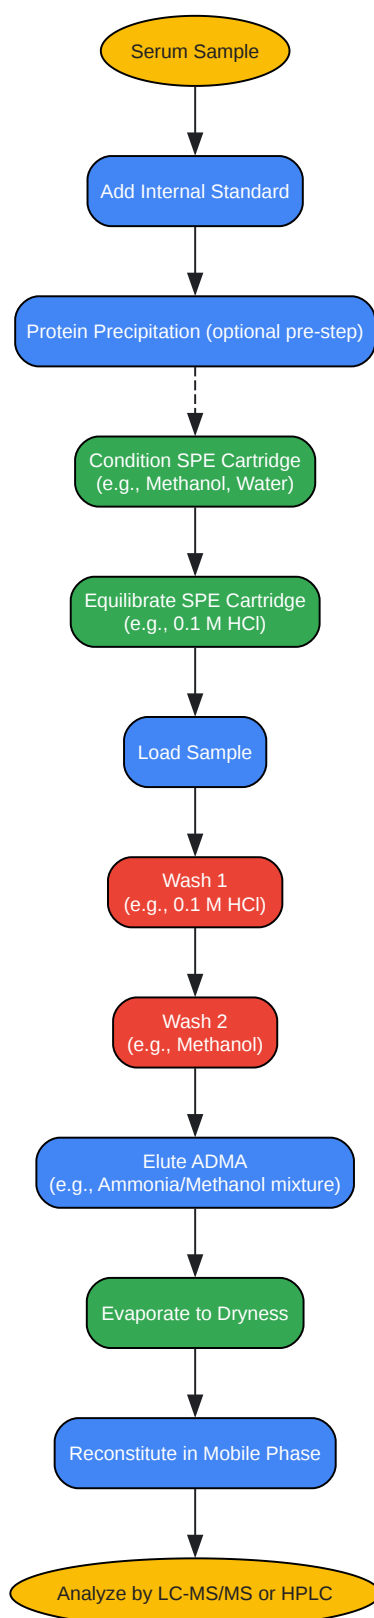 Serum Sample
Add Internal Standard
Protein Precipitation (optional pre-step)
Condition SPE Cartridge
(e.g., Methanol, Water)
Equilibrate SPE Cartridge
(e.g., 0.1 M HCl)
Load Sample
Wash 1
(e.g., 0.1 M HCl)
Wash 2
(e.g., Methanol)
Elute ADMA
(e.g., Ammonia/Methanol mixture)
Evaporate to Dryness
Reconstitute in Mobile Phase
Analyze by LC-MS/MS or HPLC